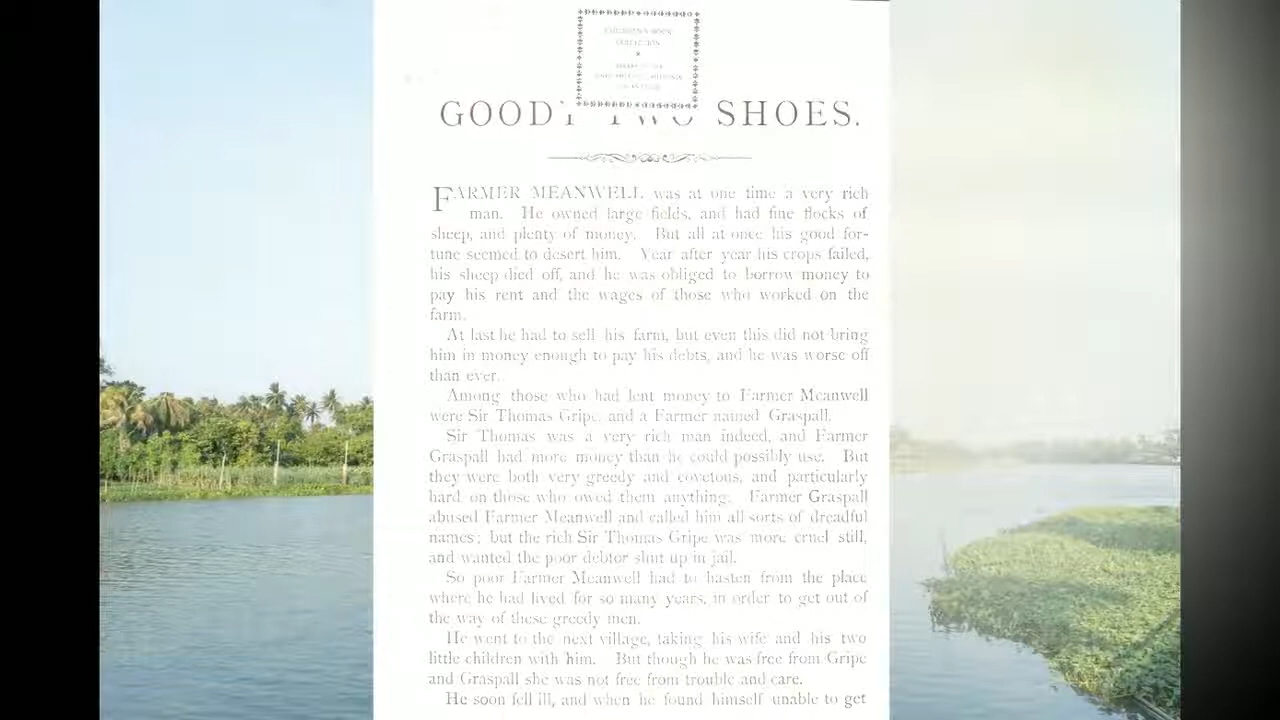 CHILDREN'S BOOK
COLLECTION
LIBRARY OF THE
UNIVERSITY OF CALIFORNIA
LOS ANGELES
GOODY TWO SHOES.
FARMER MEANWELL was at one time a very rich
man. He owned large fields, and had fine flocks of
sheep, and plenty of money. But all at once his good for-
tune seemed to desert him. Year after year his crops failed,
his sheep died off, and he was obliged to borrow money to
pay his rent and the wages of those who worked on the
farm.
At last he had to sell his farm, but even this did not bring
him in money enough to pay his debts, and he was worse off
than ever.
Among those who had lent money to Farmer Meanwell
were Sir Thomas Gripe, and a Farmer named Graspall.
Sir Thomas was a very rich man indeed, and Farmer
Graspall had more money than he could possibly use. But
they were both very greedy and covetous, and particularly
hard on those who owed them anything. Farmer Graspall
abused Farmer Meanwell and called him all sorts of dreadful
names; but the rich Sir Thomas Gripe was more cruel still,
and wanted the poor debtor shut up in jail.
So poor Farmer Meanwell had to hasten from the place
where he had lived for so many years, in order to get out of
the way of these greedy men.
He went to the next village, taking his wife and his two
little children with him. But though he was free from Gripe
and Graspall she was not free from trouble and care.
He soon fell ill, and when he found himself unable to get